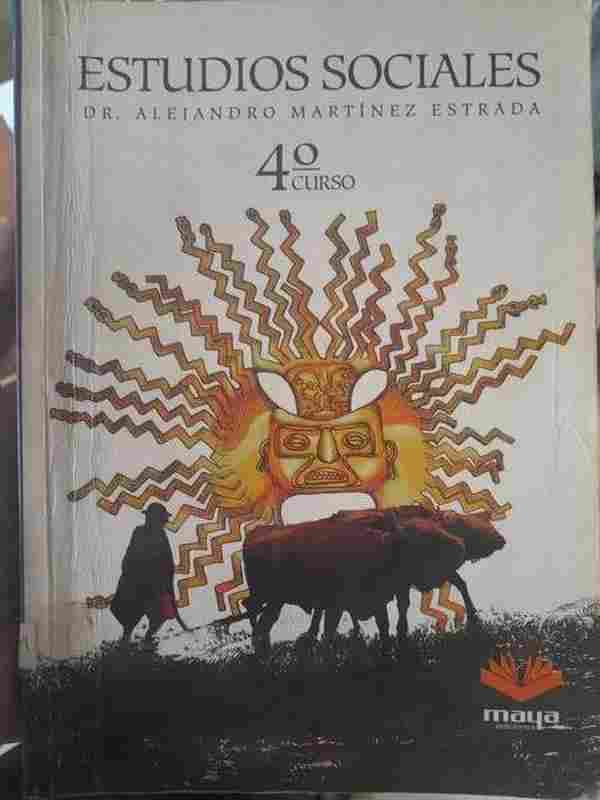 ESTUDIOS SOCIALES
DR. ALEJANDRO MARTÍNEZ ESTRADA
4º
CURSO
maya